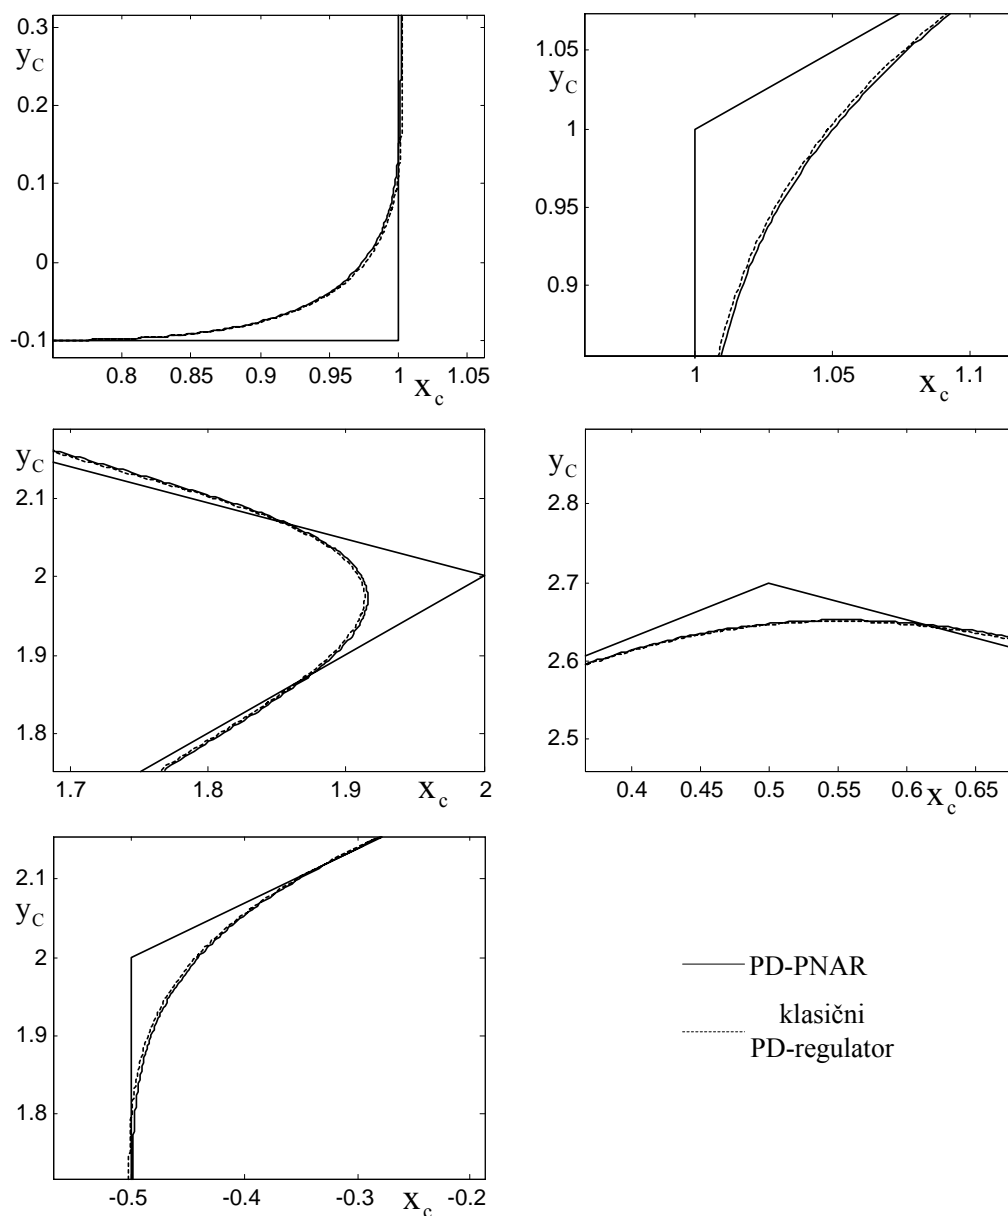 0.3
y_C
0.2
0.1
0
-0.1
0.8 0.85 0.9 0.95 1 1.05
x_c
1.05
y_C
1
0.95
0.9
1 1.05 1.1
x_c
y_C
2.1
2
1.9
1.8
1.7 1.8 1.9 2
x_c
y_C
2.8
2.7
2.6
2.5
0.4 0.45 0.5 0.55 0.6 0.65
x_c
2.1
y_C
2
1.9
1.8
-0.5 -0.4 -0.3 -0.2
x_c
PD-PNAR
klasični
PD-regulator